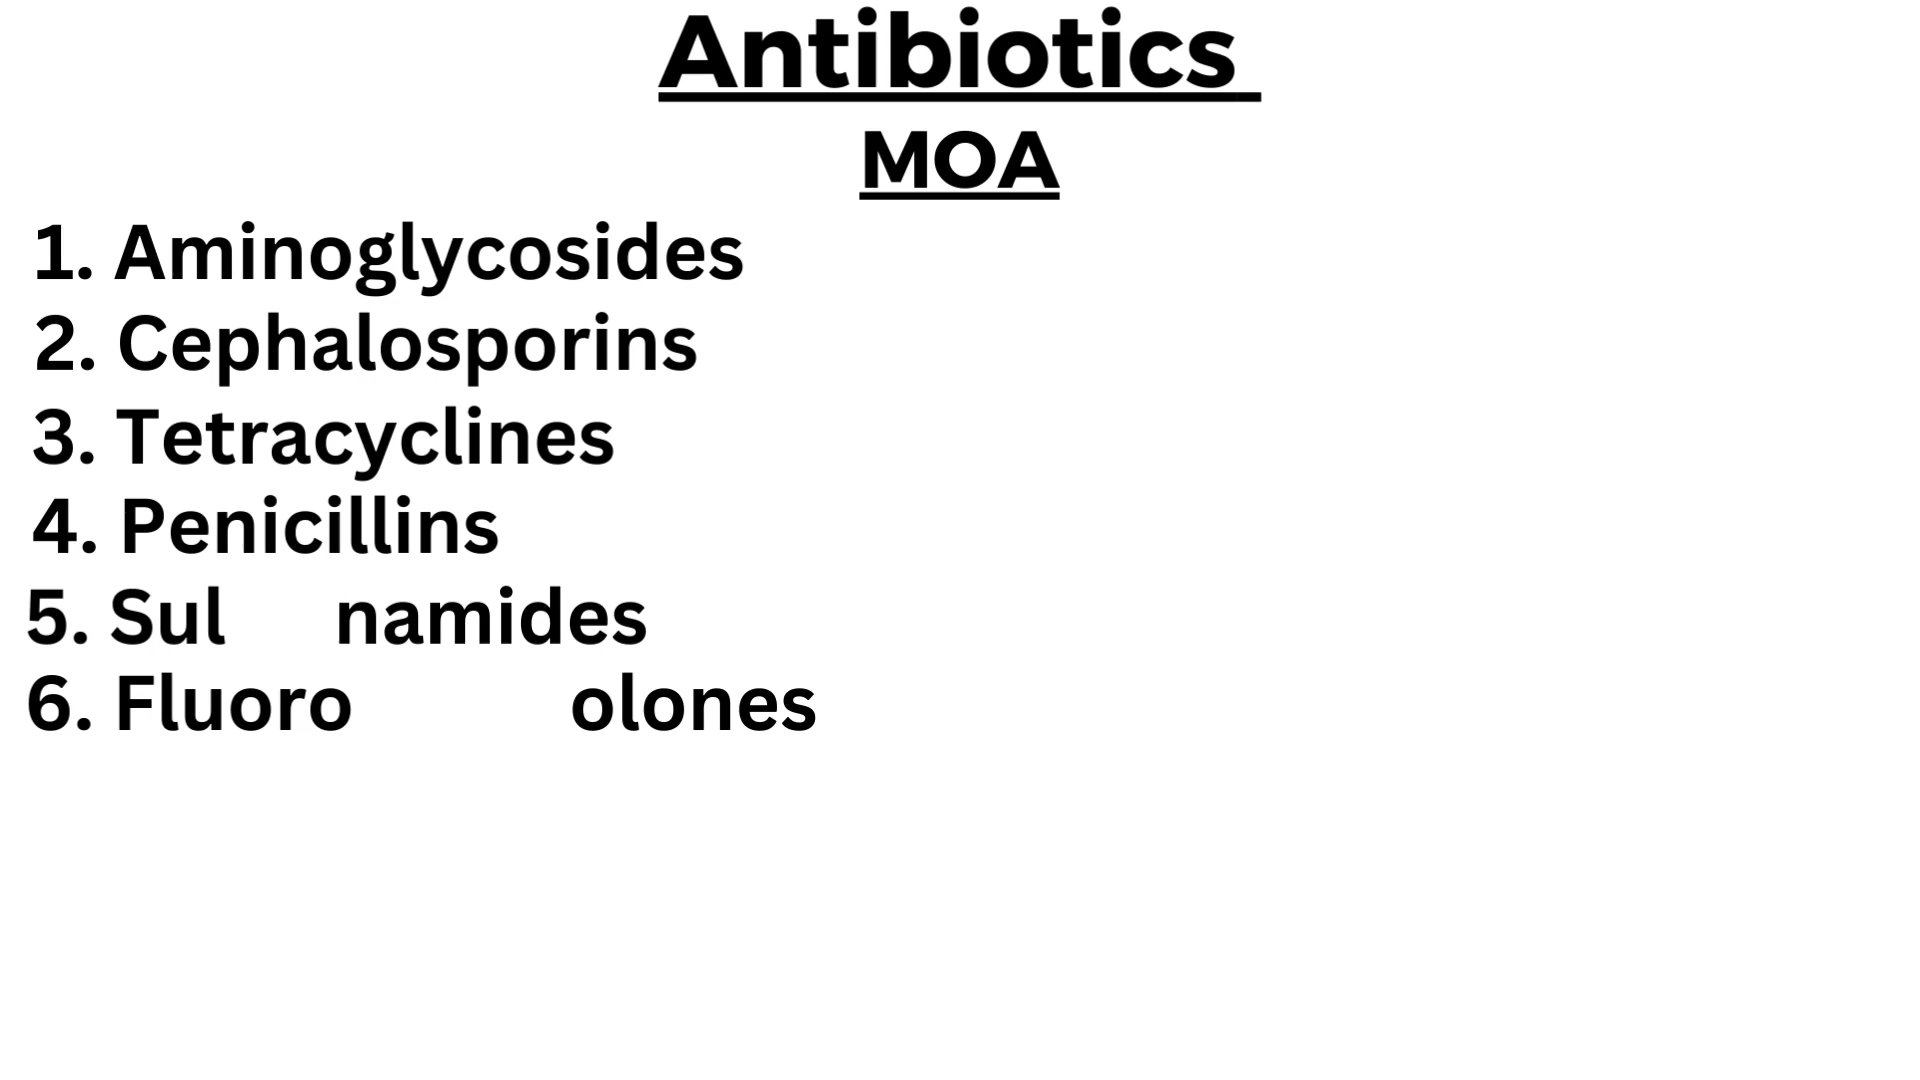 Antibiotics
MOA
1. Aminoglycosides
2. Cephalosporins
3. Tetracyclines
4. Penicillins
5. Sul namides
6. Fluoro olones